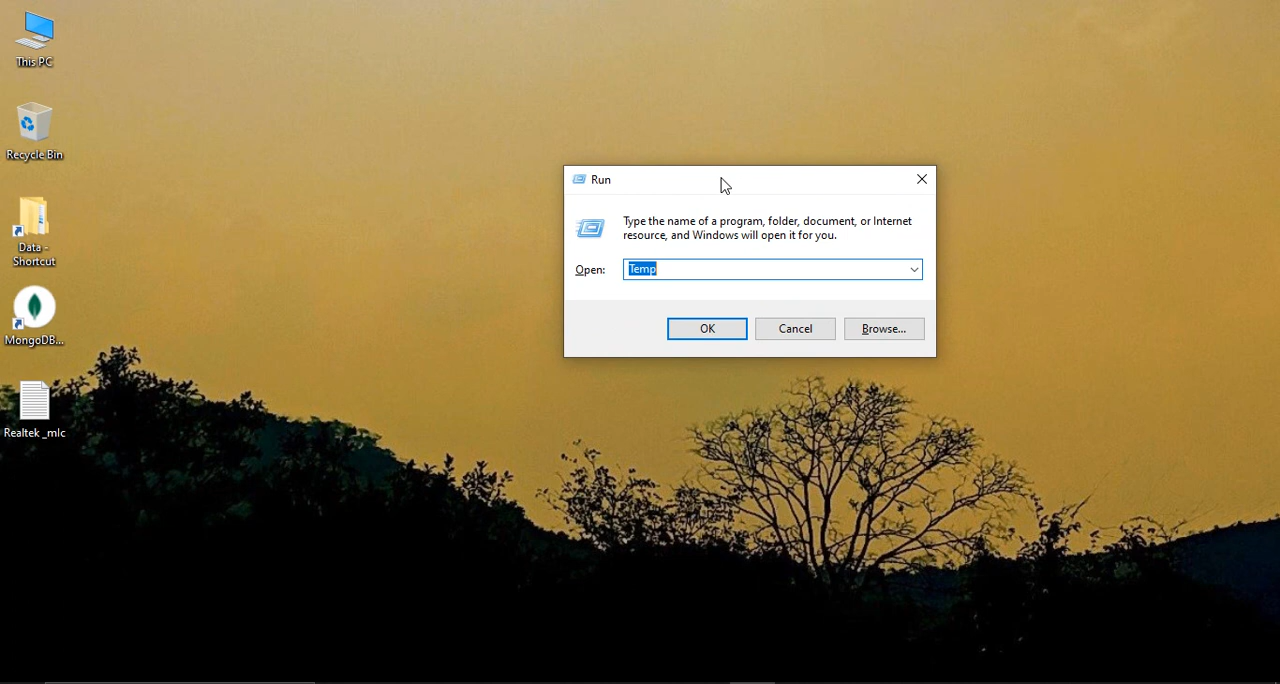 This PC
Recycle Bin
Data -
Shortcut
MongoDB...
Realtek _mlc
Run
Type the name of a program, folder, document, or Internet
resource, and Windows will open it for you.
Open: Temp
OK Cancel Browse...